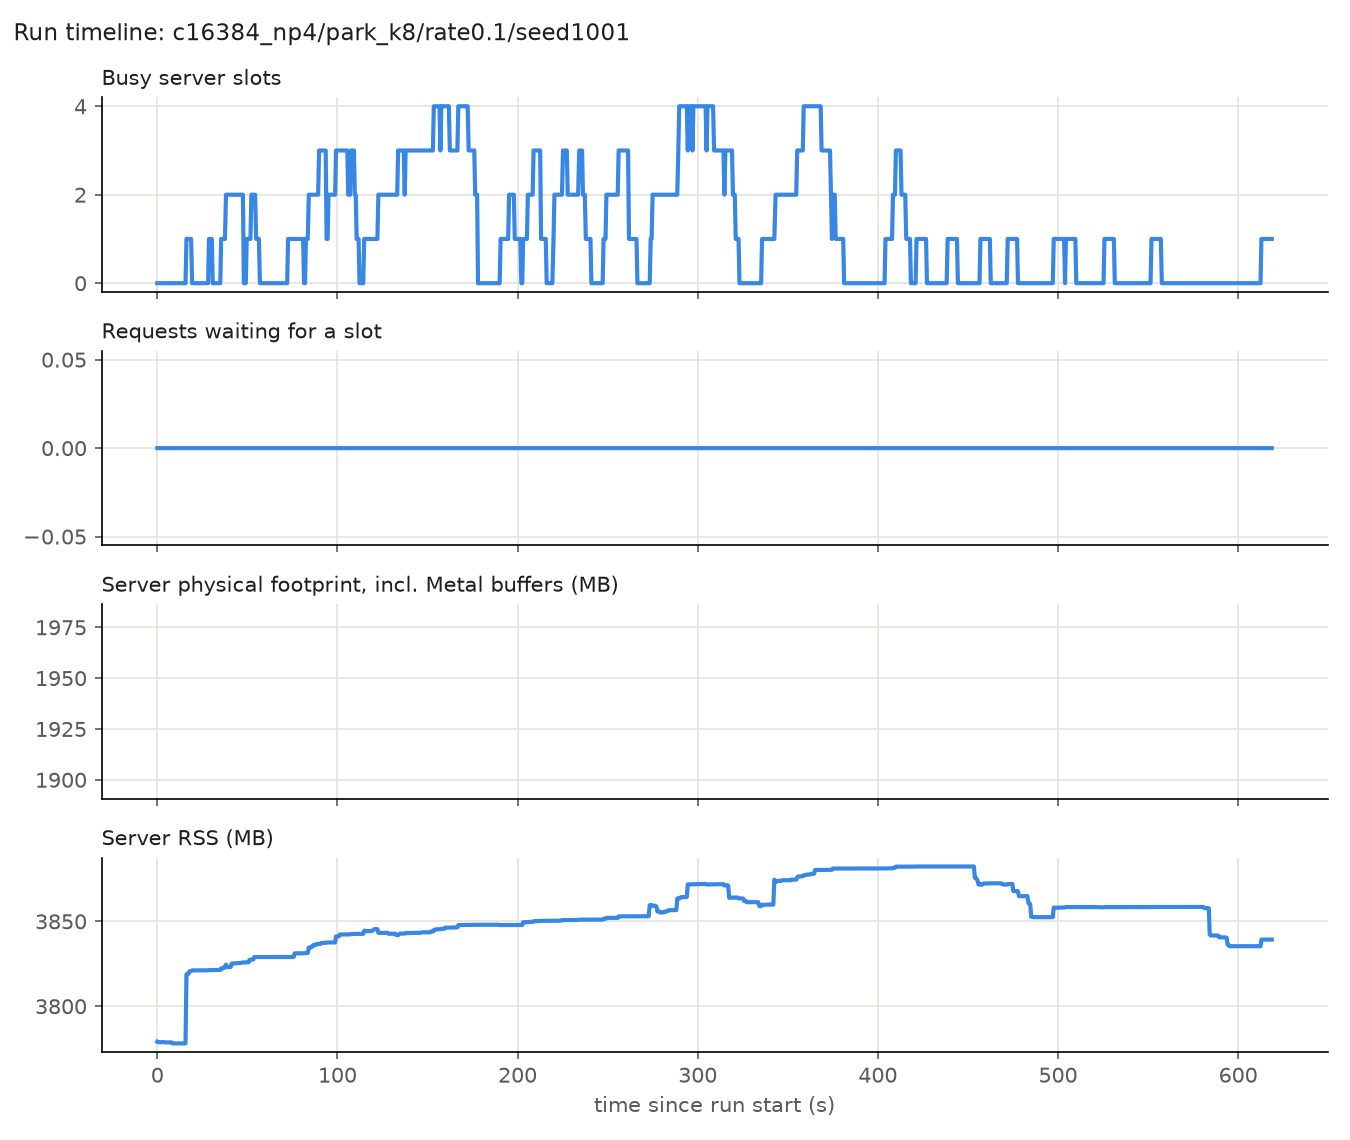 Run timeline: c16384_np4/park_k8/rate0.1/seed1001
Busy server slots
4
2
0
Requests waiting for a slot
0.05
0.00
−0.05
Server physical footprint, incl. Metal buffers (MB)
1975
1950
1925
1900
Server RSS (MB)
3850
3800
0 100 200 300 400 500 600
time since run start (s)